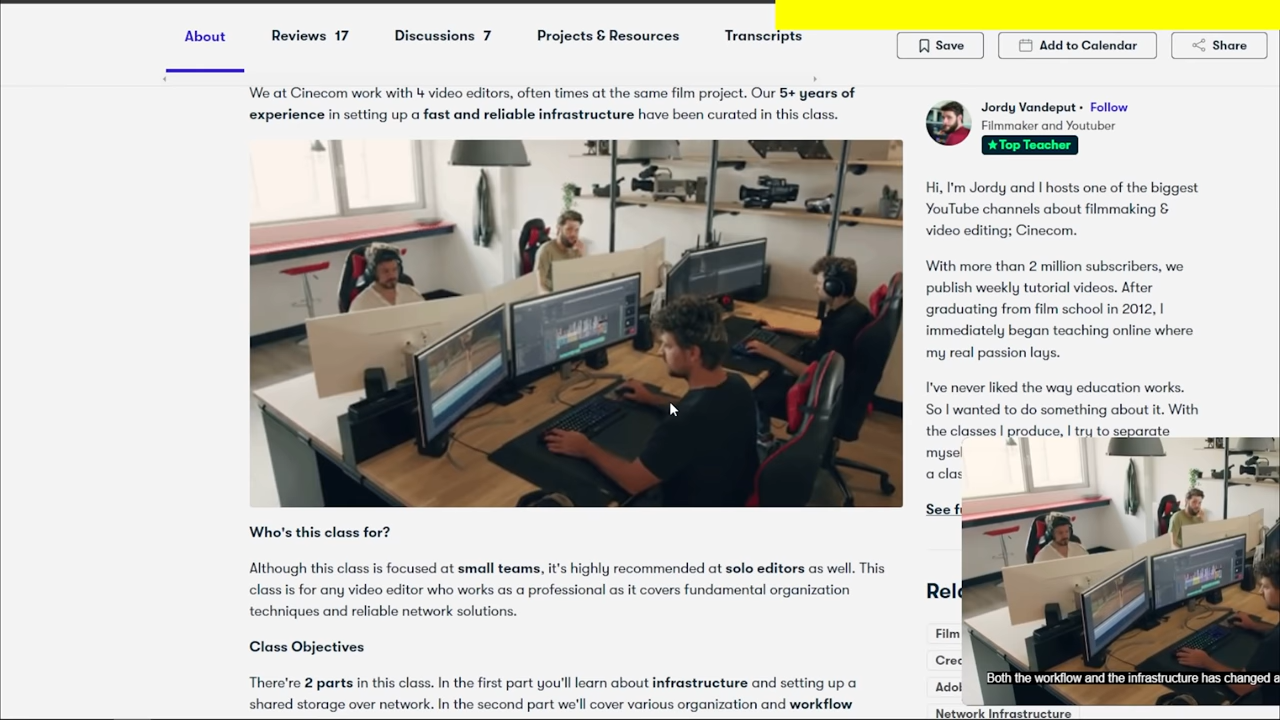 About
Reviews 17
Discussions 7
Projects & Resources
Transcripts
Save
Add to Calendar
Share
We at Cinecom work with 4 video editors, often times at the same film project. Our 5+ years of
experience in setting up a fast and reliable infrastructure have been curated in this class.
Who's this class for?
Although this class is focused at small teams, it's highly recommended at solo editors as well. This
class is for any video editor who works as a professional as it covers fundamental organization
techniques and reliable network solutions.
Class Objectives
There're 2 parts in this class. In the first part you'll learn about infrastructure and setting up a
shared storage over network. In the second part we'll cover various organization and workflow
Jordy Vandeput • Follow
Filmmaker and Youtuber
★Top Teacher
Hi, I'm Jordy and I hosts one of the biggest
YouTube channels about filmmaking &
video editing; Cinecom.
With more than 2 million subscribers, we
publish weekly tutorial videos. After
graduating from film school in 2012, I
immediately began teaching online where
my real passion lays.
I've never liked the way education works.
So I wanted to do something about it. With
the classes I produce, I try to separate
a
See
Film
Network Infrastructure
Both the workflow and the infrastructure has changed a